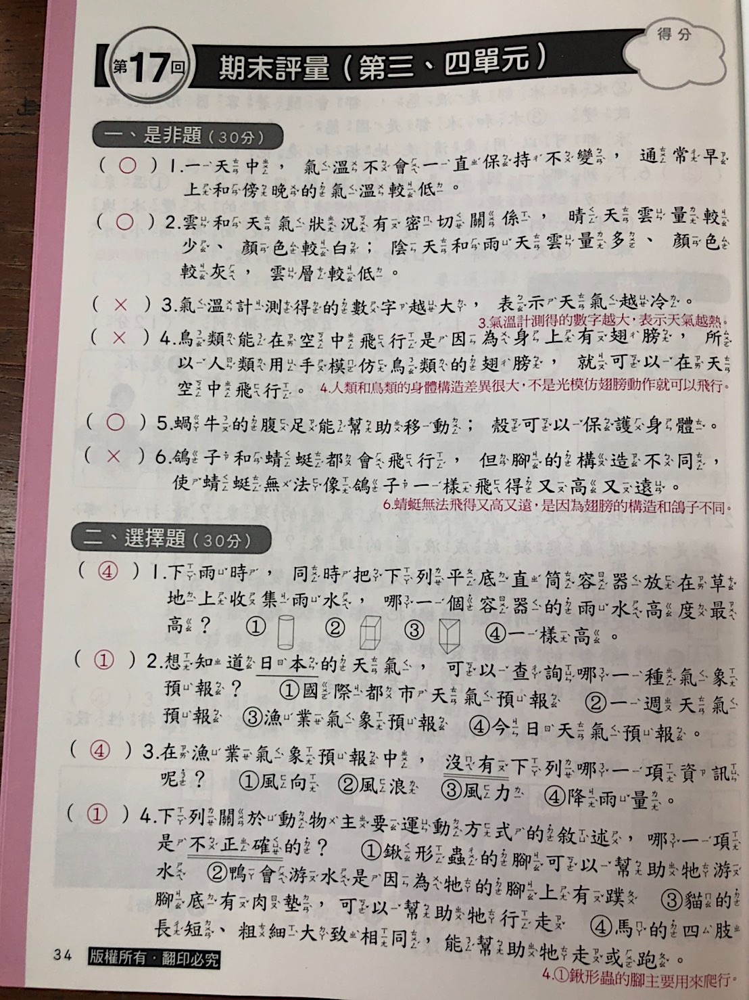 第17回 期末評量（第三、四單元） 得分
一、是非題（30分）
（ ○ ）1.一天中，氣溫不會一直保持不變，通常早
上和傍晚的氣溫較低。
（ ○ ）2.雲和天氣狀況有密切關係，晴天雲量較
少、顏色較白；陰天和雨天雲量多、顏色
較灰，雲層較低。
（ × ）3.氣溫計測得的數字越大，表示天氣越冷。
3.氣溫計測得的數字越大，表示天氣越熱。
（ × ）4.鳥類能在空中飛行是因為身上有翅膀，所
以人類用手模仿鳥類的翅膀，就可以在天
空中飛行。 4.人類和鳥類的身體構造差異很大，不是光模仿翅膀動作就可以飛行。
（ ○ ）5.蝸牛的腹足能幫助移動；殼可以保護身體。
（ × ）6.鴿子和蜻蜓都會飛行，但腳的構造不同，
使蜻蜓無法像鴿子一樣飛得又高又遠。
6.蜻蜓無法飛得又高又遠，是因為翅膀的構造和鴿子不同。
二、選擇題（30分）
（ ④ ）1.下雨時，同時把下列平底直筒容器放在草
地上收集雨水，哪一個容器的雨水高度最
高？ ① ② ③ ④一樣高。
（ ① ）2.想知道日本的天氣，可以查詢哪一種氣象
預報？ ①國際都市天氣預報 ②一週天氣
預報 ③漁業氣象預報 ④今日天氣預報。
（ ④ ）3.在漁業氣象預報中，沒有下列哪一項資訊
呢？ ①風向 ②風浪 ③風力 ④降雨量。
（ ① ）4.下列關於動物主要運動方式的敘述，哪一項
是不正確的？ ①鍬形蟲的腳可以幫助牠游
水 ②鴨會游水是因為牠的腳上有蹼 ③貓的
腳底有肉墊，可以幫助牠行走 ④馬的四肢
長短、粗細大致相同，能幫助牠走或跑。
4.①鍬形蟲的腳主要用來爬行。
34 版權所有·翻印必究